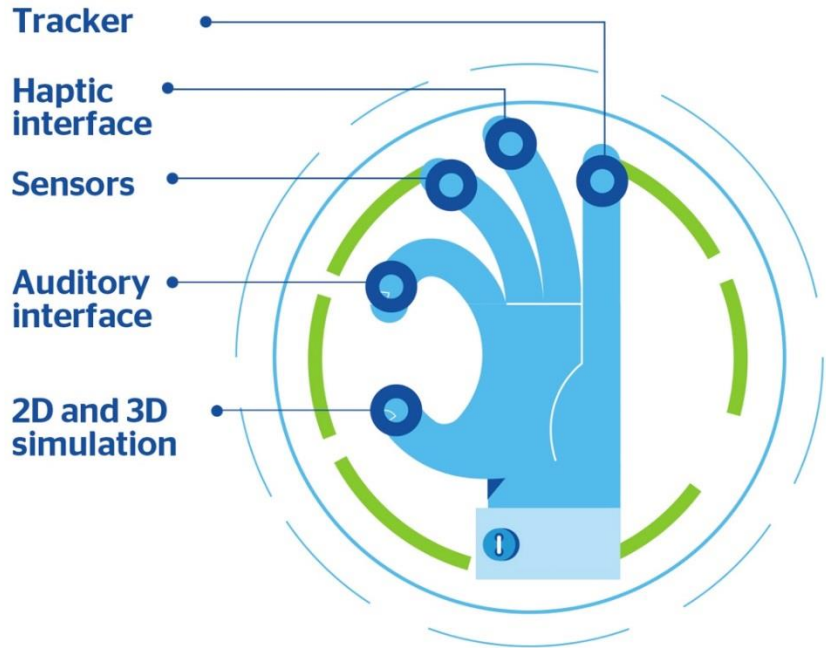 Tracker
Haptic
interface
Sensors
Auditory
interface
2D and 3D
simulation